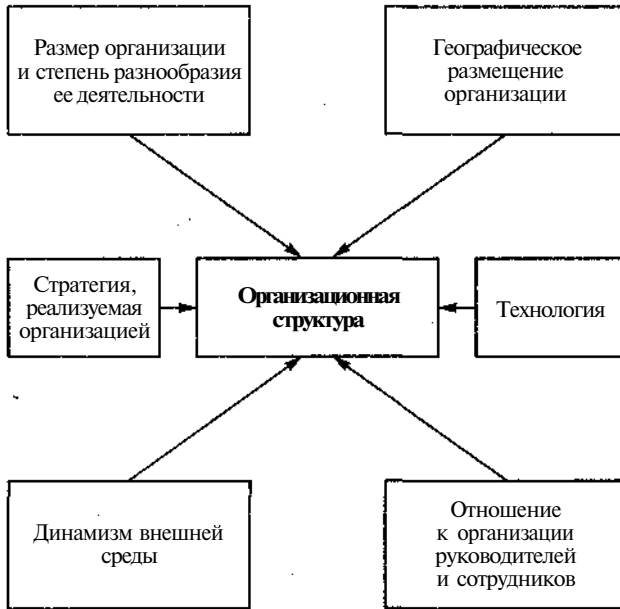 Размер организации
и степень разнообразия
ее деятельности
Географическое
размещение
организации
Стратегия,
реализуемая
организацией
Организационная
структура
Технология
Динамизм внешней
среды
Отношение
к организации
руководителей
и сотрудников